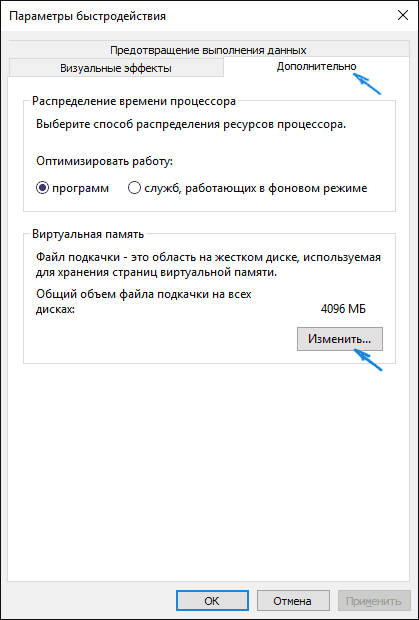 Параметры быстродействия
Предотвращение выполнения данных
Визуальные эффекты
Дополнительно
Распределение времени процессора
Выберите способ распределения ресурсов процессора.
Оптимизировать работу:
программ
служб, работающих в фоновом режиме
Виртуальная память
Файл подкачки - это область на жестком диске, используемая
для хранения страниц виртуальной памяти.
Общий объем файла подкачки на всех
дисках:
4096 МБ
Изменить...
ОК
Отмена
Применить